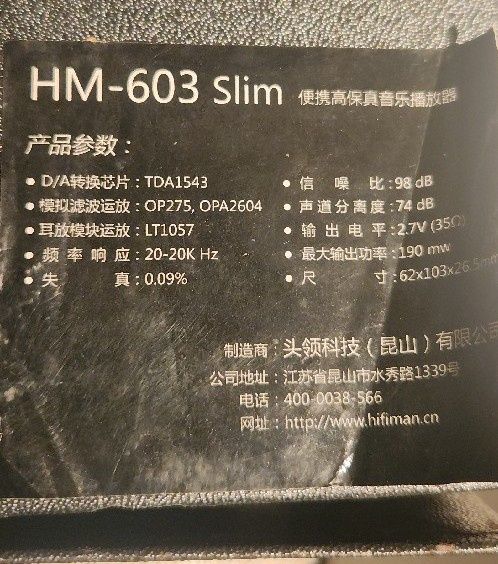 HM-603 Slim 便携高保真音乐播放器
产品参数：
• D/A转换芯片：TDA1543
• 模拟滤波运放：OP275, OPA2604
• 耳放模块运放：LT1057
• 频率响应：20-20K Hz
• 失真：0.09%
• 信噪比：98 dB
• 声道分离度：74 dB
• 输出电平：2.7V (35Ω)
• 最大输出功率：190 mw
• 尺寸：62x103x26.5mm
制造商：头领科技（昆山）有限公司
公司地址：江苏省昆山市水秀路1339号
电话：400-0038-566
网址：http://www.hifiman.cn